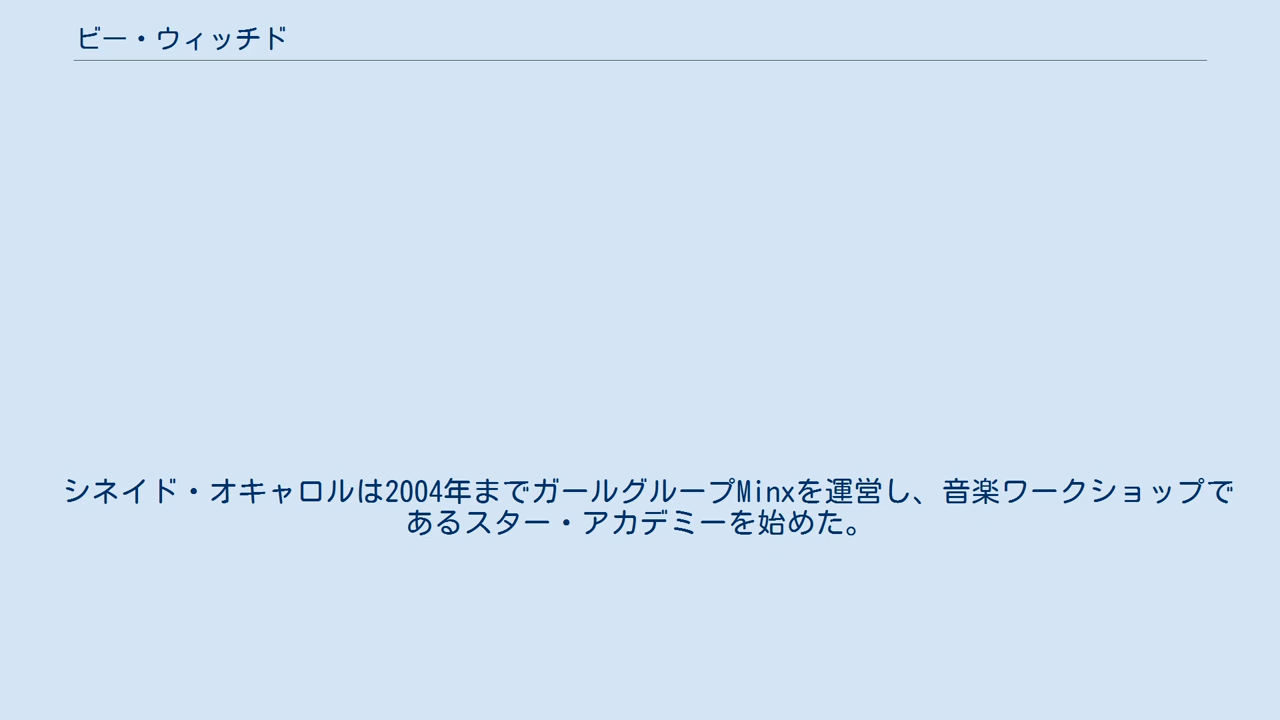 ビー・ウィッチド
シネイド・オキャロルは2004年までガールグループMinxを運営し、音楽ワークショップで
あるスター・アカデミーを始めた。